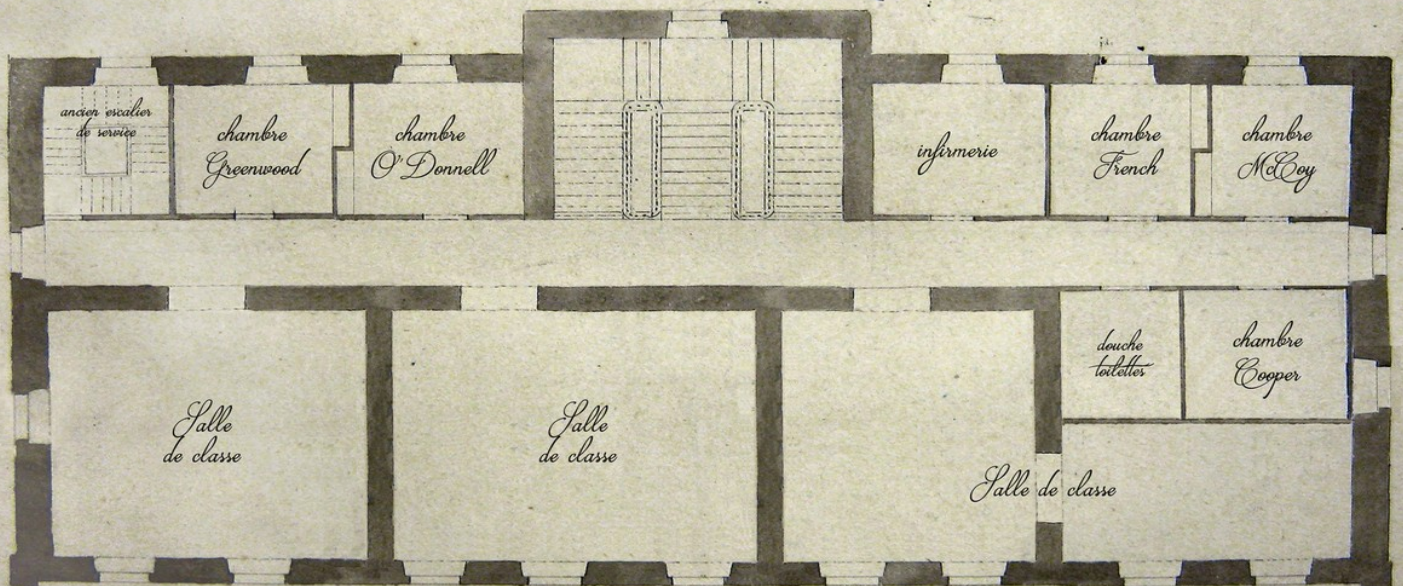 ancien escalier
de service
chambre
Greenwood
chambre
O'Donnell
infirmerie
chambre
French
chambre
McCoy
douche
toilettes
chambre
Cooper
Salle
de classe
Salle
de classe
Salle de classe